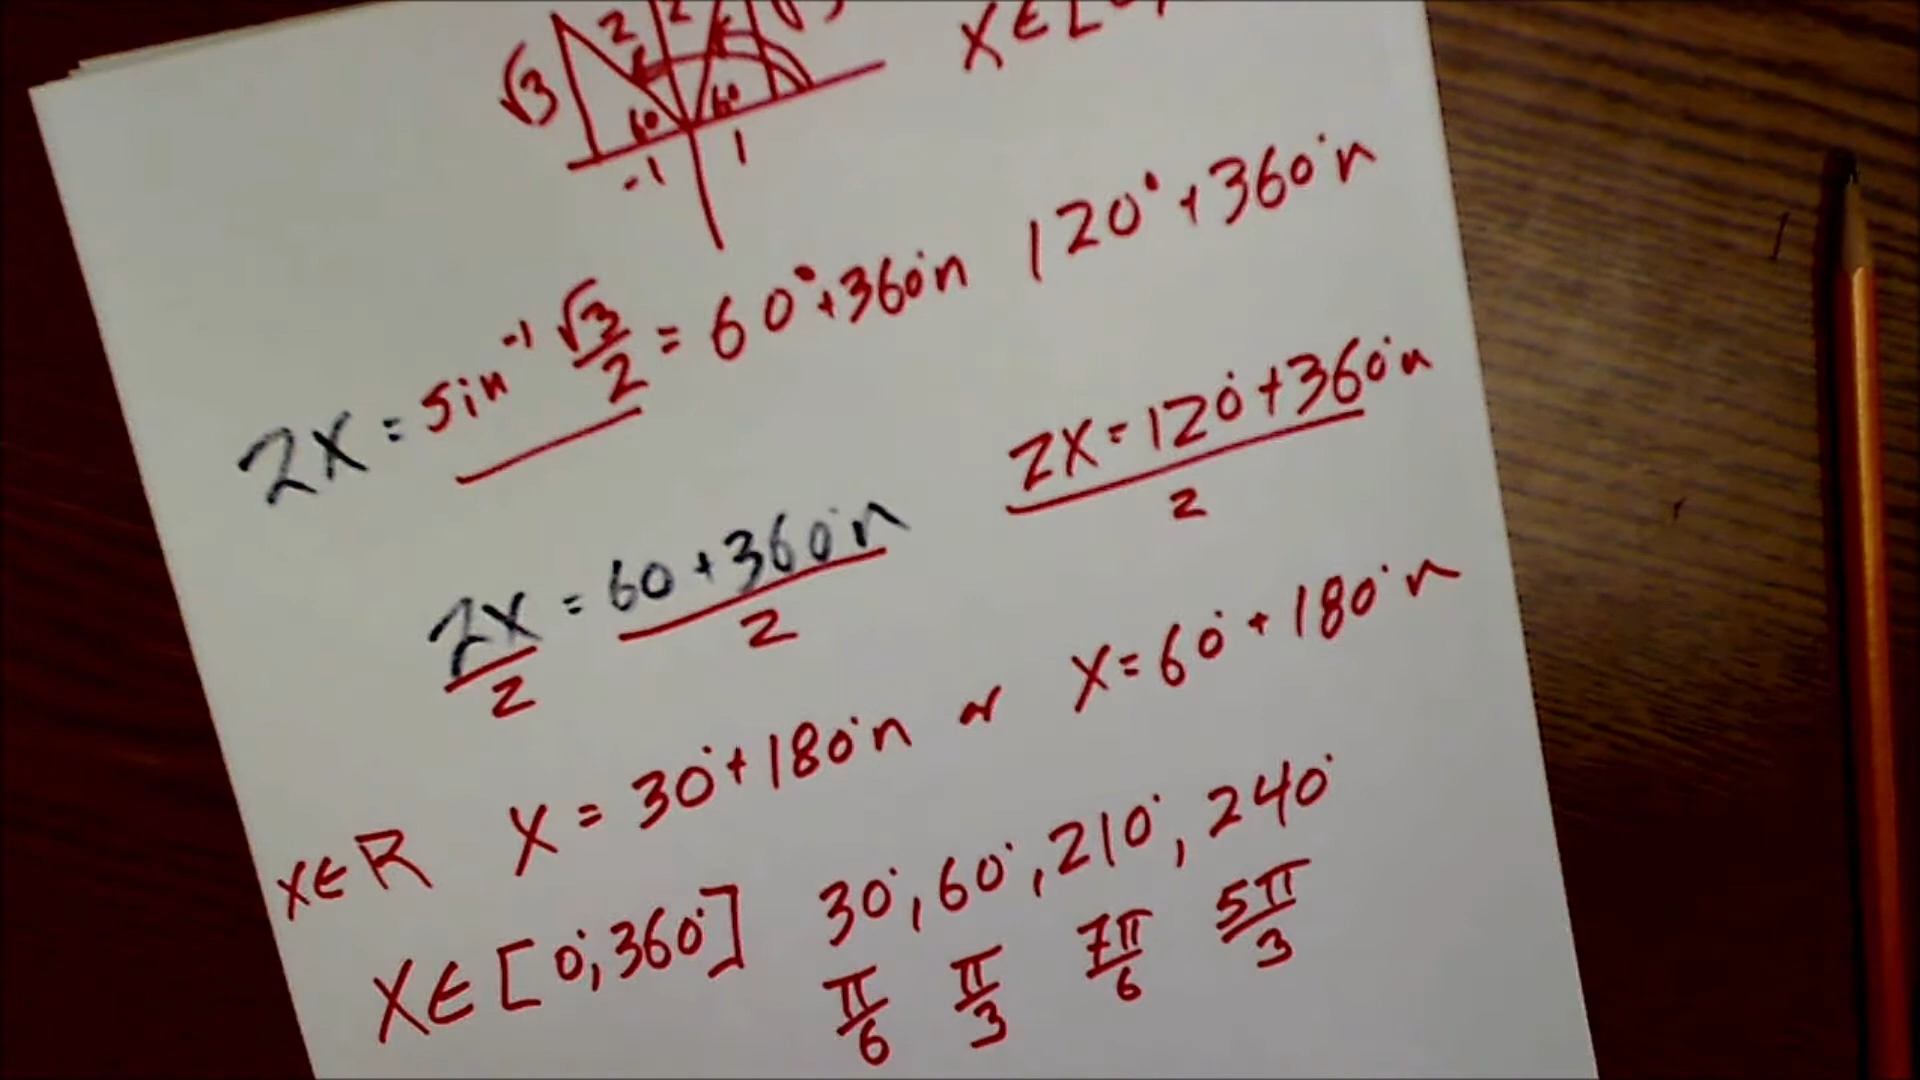 √3 2 2 √3
60 60
-1 1
x ∈ [0,
2x = sin⁻¹ √3/2 = 60° + 360°n 120° + 360°n
2x/2 = 60 + 360°n/2 2x = 120° + 360°n/2
x ∈ R x = 30° + 180°n or x = 60° + 180°n
x ∈ [0°, 360°] 30°, 60°, 210°, 240°
π/6 π/3 7π/6 5π/3